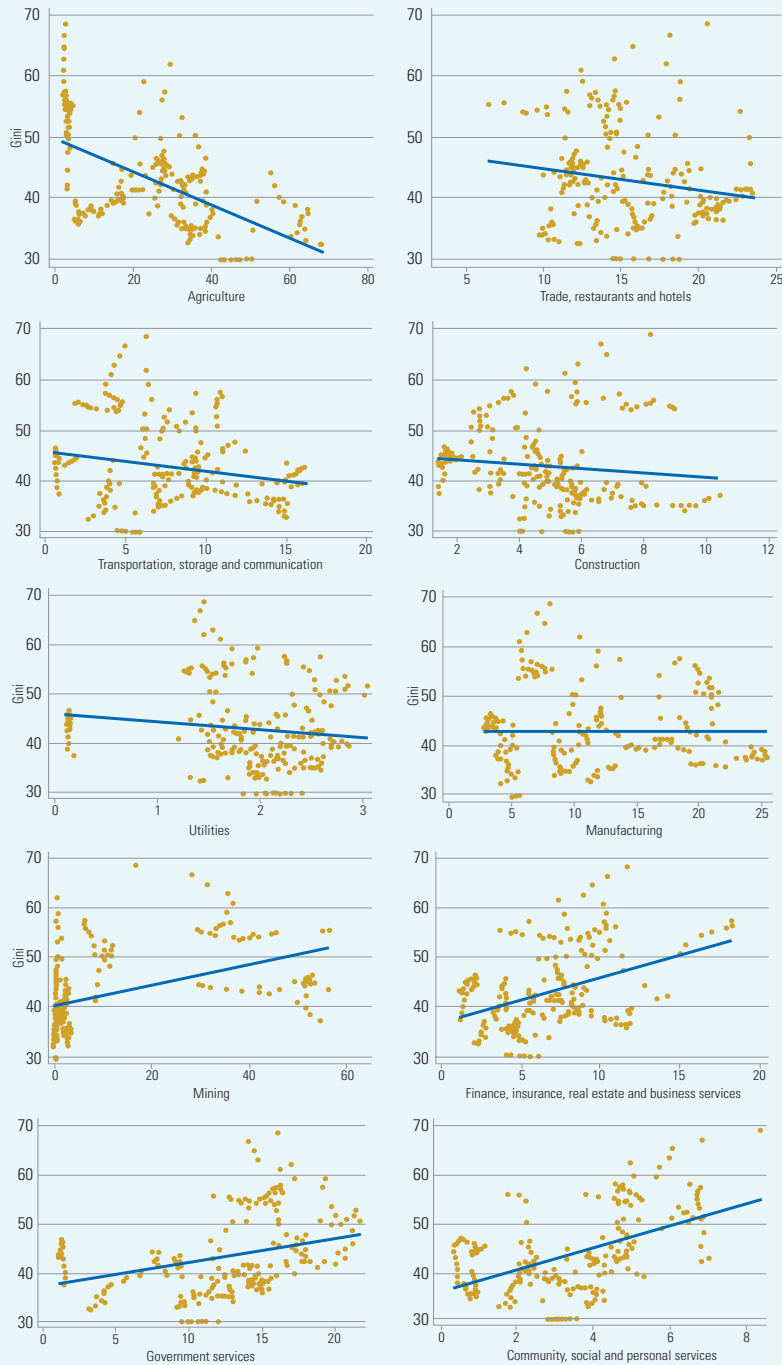 70
60
50
40
30
Gini
0 20 40 60 80
Agriculture
70
60
50
40
30
5 10 15 20 25
Trade, restaurants and hotels
70
60
50
40
30
0 5 10 15 20
Transportation, storage and communication
70
60
50
40
30
2 4 6 8 10 12
Construction
70
60
50
40
30
Gini
0 1 2 3
Utilities
70
60
50
40
30
Gini
0 5 10 15 20 25
Manufacturing
70
60
50
40
30
Gini
0 20 40 60
Mining
70
60
50
40
30
0 5 10 15 20
Finance, insurance, real estate and business services
70
60
50
40
30
0 5 10 15 20
Government services
70
60
50
40
30
0 2 4 6 8
Community, social and personal services